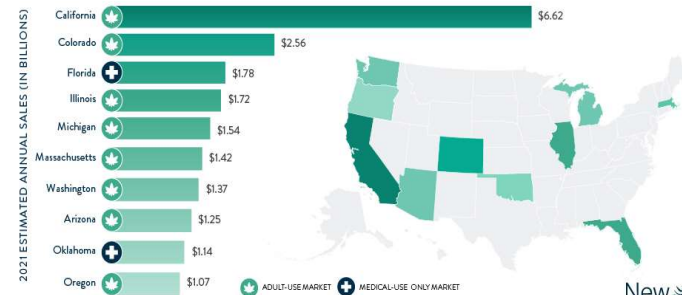 2021 ESTIMATED ANNUAL SALES (IN BILLIONS)
California $6.62
Colorado $2.56
Florida $1.78
Illinois $1.72
Michigan $1.54
Massachusetts $1.42
Washington $1.37
Arizona $1.25
Oklahoma $1.14
Oregon $1.07
ADULT-USE MARKET MEDICAL-USE ONLY MARKET
New